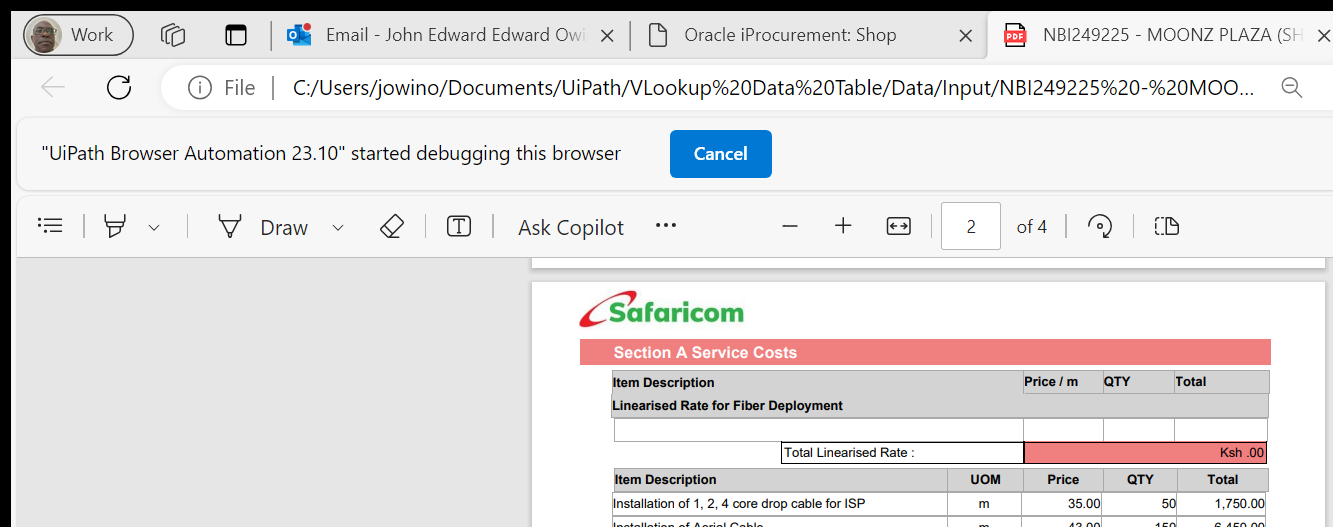 Work
Email - John Edward Edward Owi
Oracle iProcurement: Shop
PDF
NBI249225 - MOONZ PLAZA (SH
File
C:/Users/jowino/Documents/UiPath/VLookup%20Data%20Table/Data/Input/NBI249225%20-%20MOO...
"UiPath Browser Automation 23.10" started debugging this browser
Cancel
Draw
Ask Copilot
2 of 4
Safaricom
Section A Service Costs
Item Description Price / m QTY Total
Linearised Rate for Fiber Deployment
Total Linearised Rate : Ksh .00
Item Description UOM Price QTY Total
Installation of 1, 2, 4 core drop cable for ISP m 35.00 50 1,750.00
Installation of Aerial Cable m 43.00 150 6,450.00